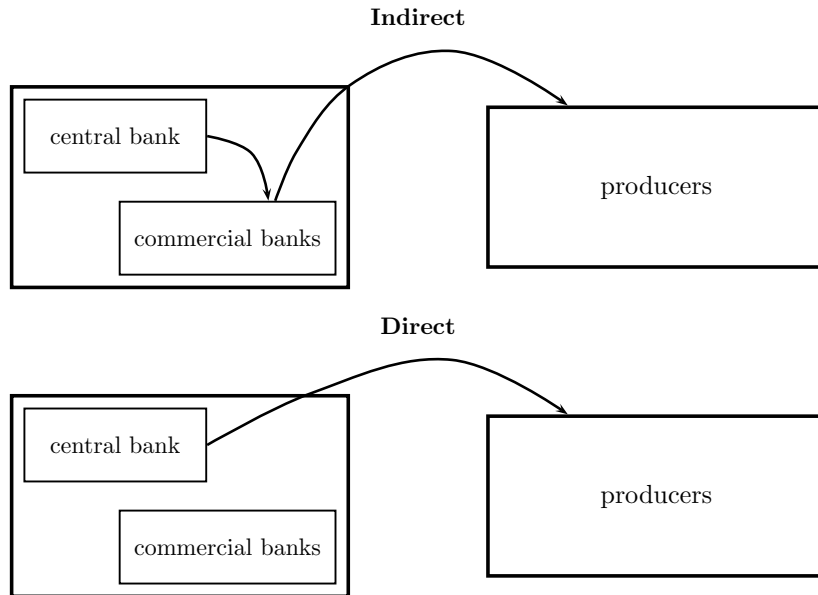 Indirect
central bank
commercial banks
producers
Direct
central bank
commercial banks
producers